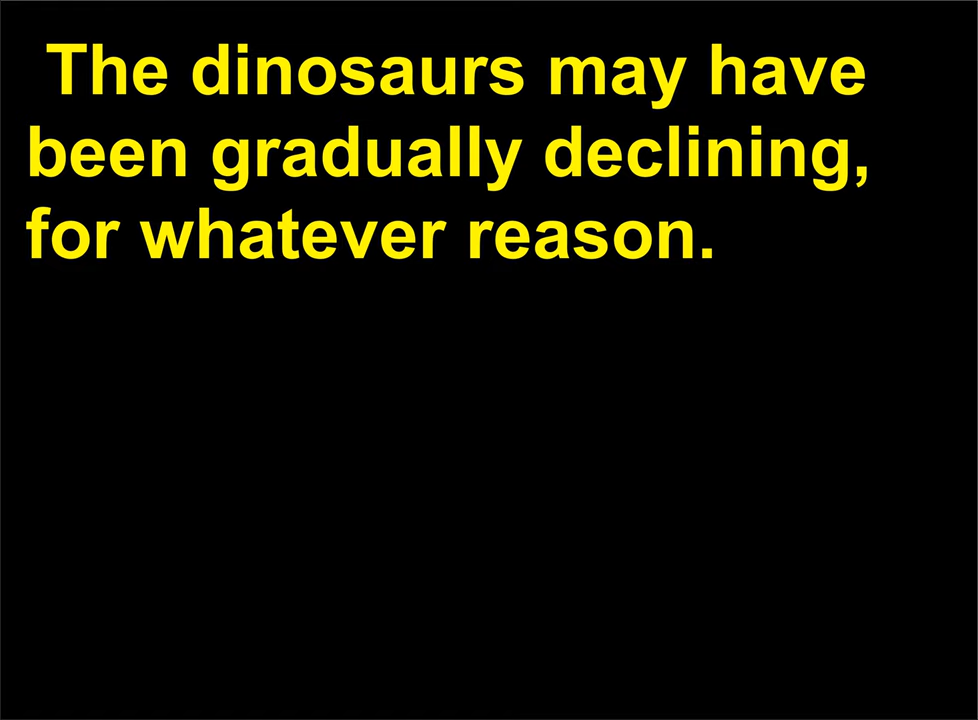 The dinosaurs may have
been gradually declining,
for whatever reason.